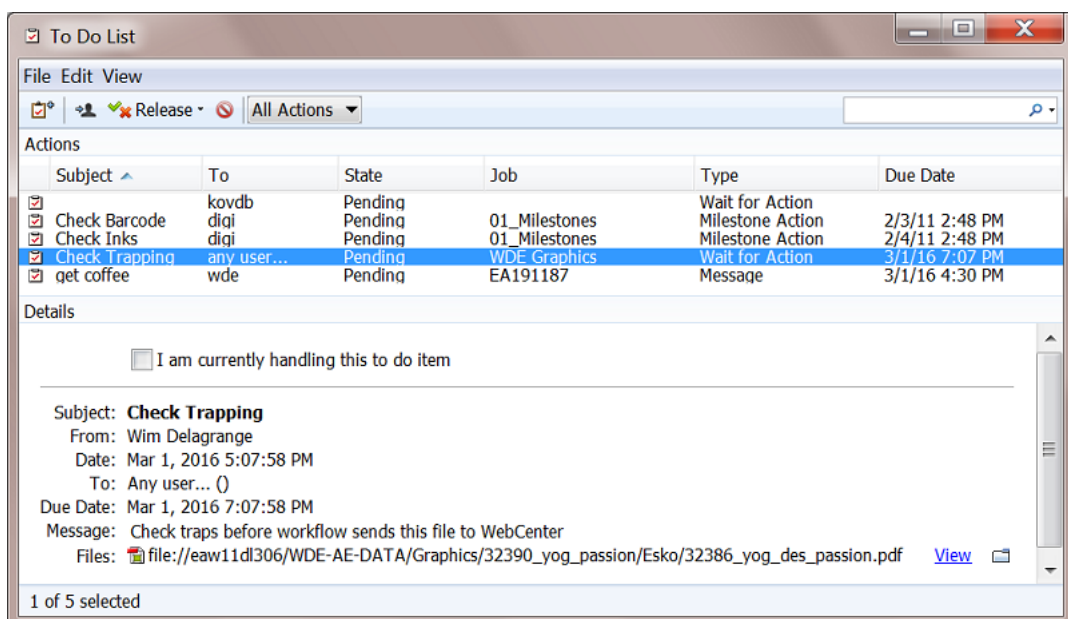 To Do List
File Edit View
Release All Actions
Actions
Subject To State Job Type Due Date
kovdb Pending Wait for Action
Check Barcode digi Pending 01_Milestones Milestone Action 2/3/11 2:48 PM
Check Inks digi Pending 01_Milestones Milestone Action 2/4/11 2:48 PM
Check Trapping any user... Pending WDE Graphics Wait for Action 3/1/16 7:07 PM
get coffee wde Pending EA191187 Message 3/1/16 4:30 PM
Details
I am currently handling this to do item
Subject: Check Trapping
From: Wim Delagrange
Date: Mar 1, 2016 5:07:58 PM
To: Any user... ()
Due Date: Mar 1, 2016 7:07:58 PM
Message: Check traps before workflow sends this file to WebCenter
Files: file://eaw11dl306/WDE-AE-DATA/Graphics/32390_yog_passion/Esko/32386_yog_des_passion.pdf View
1 of 5 selected